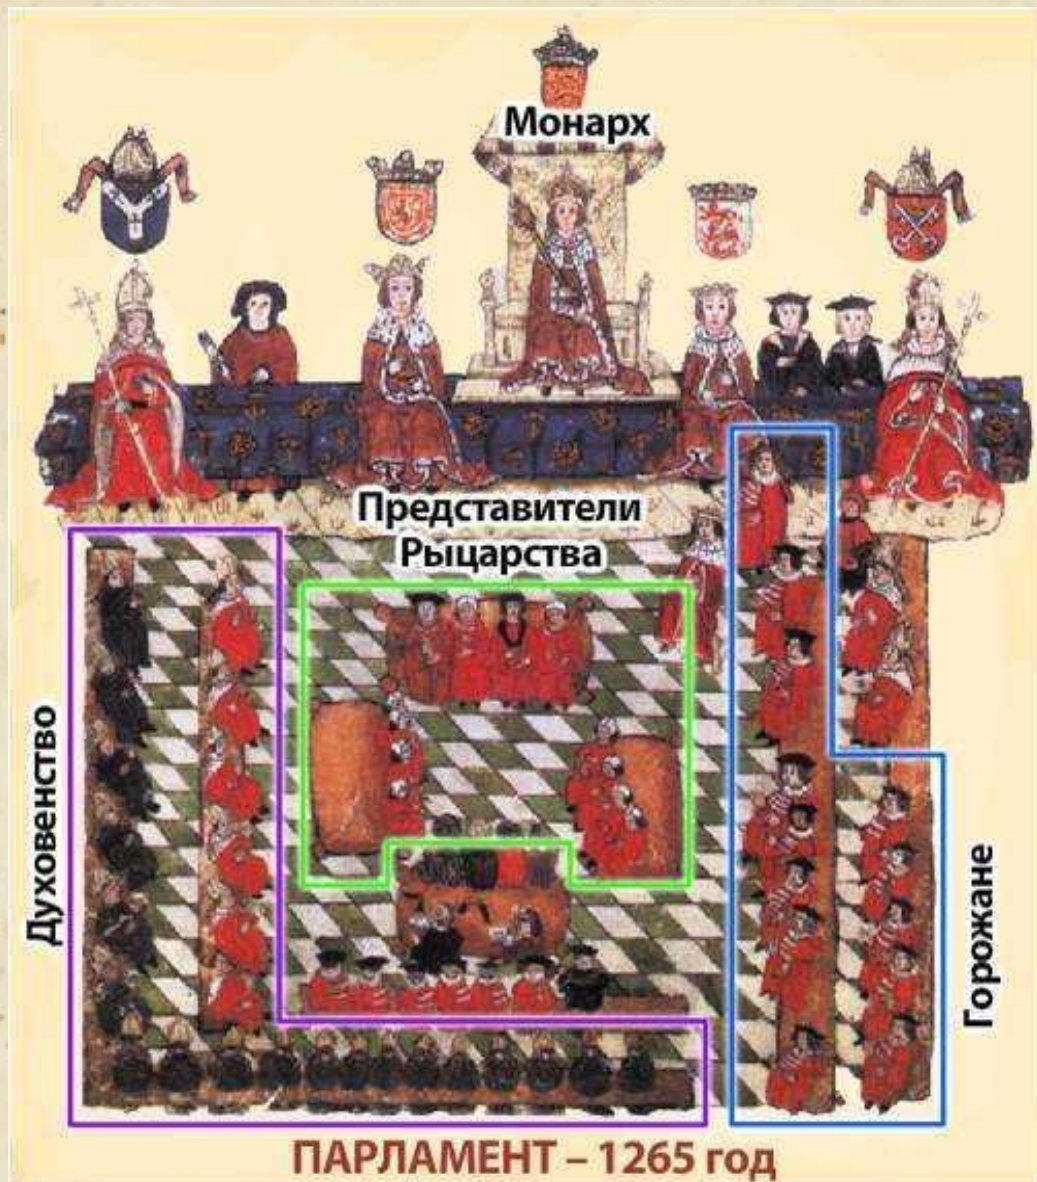 Монарх
Представители
Рыцарства
Духовенство
Горожане
ПАРЛАМЕНТ – 1265 год